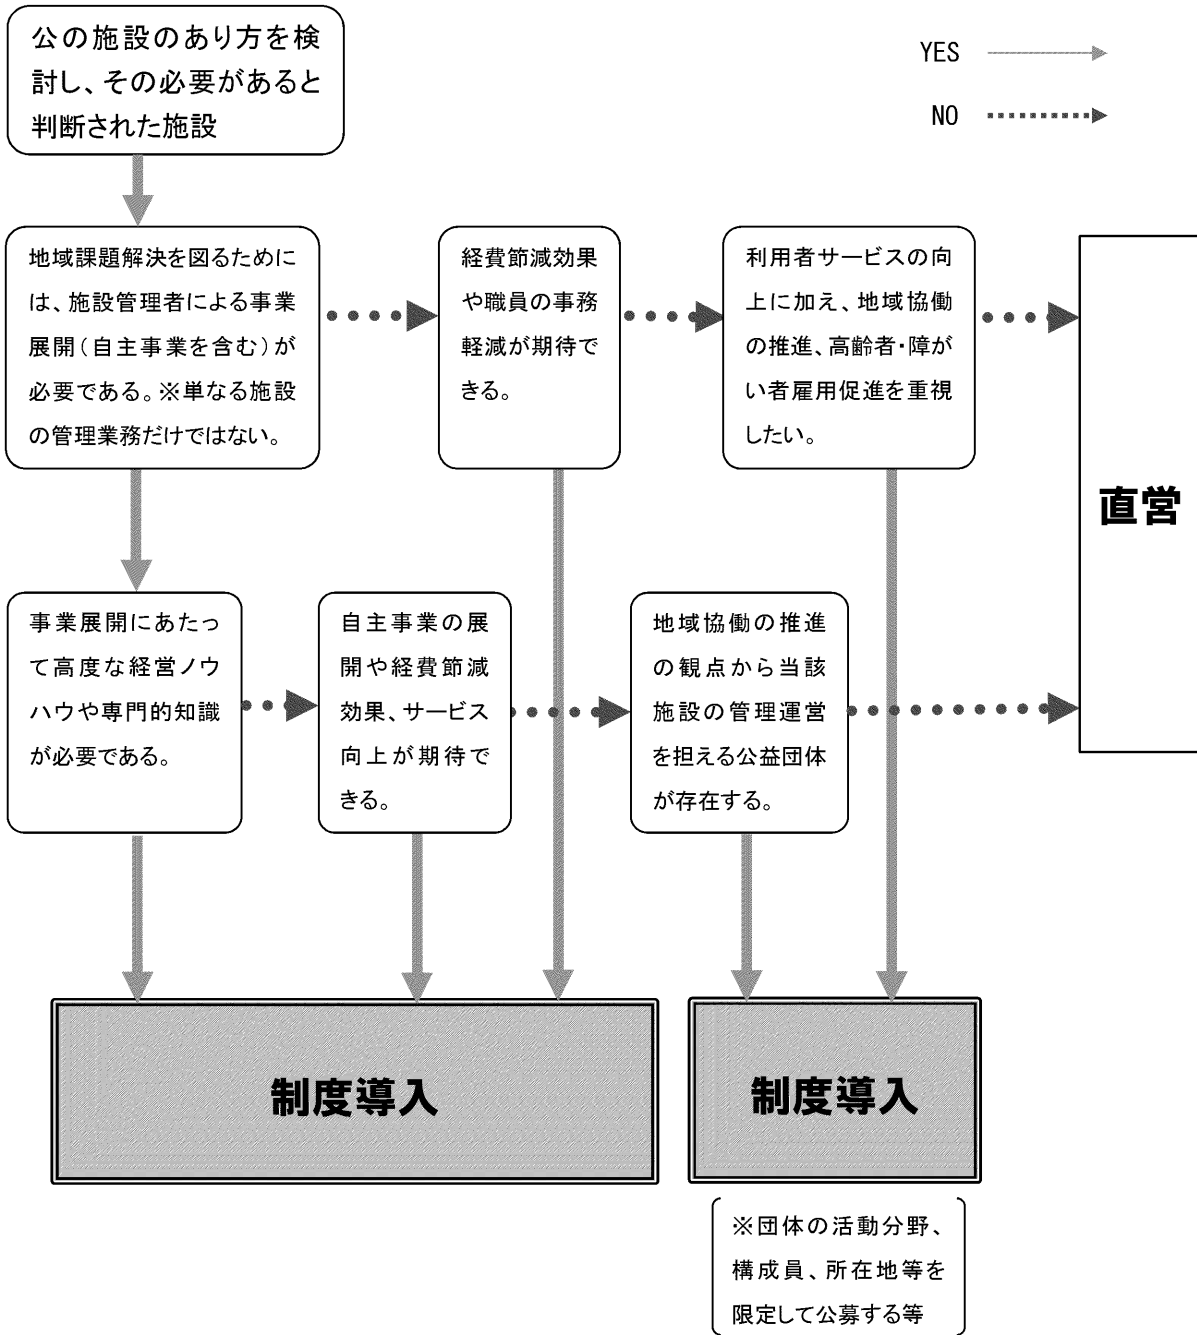 公の施設のあり方を検
討し、その必要があると
判断された施設
YES
NO
地域課題解決を図るために
は、施設管理者による事業
展開(自主事業を含む)が
必要である。※単なる施設
の管理業務だけではない。
経費節減効果
や職員の事務
軽減が期待で
きる。
利用者サービスの向
上に加え、地域協働
の推進、高齢者・障が
い者雇用促進を重視
したい。
直営
事業展開にあたっ
て高度な経営ノウ
ハウや専門的知識
が必要である。
自主事業の展
開や経費節減
効果、サービス
向上が期待で
きる。
地域協働の推進
の観点から当該
施設の管理運営
を担える公益団体
が存在する。
制度導入
制度導入
※団体の活動分野、
構成員、所在地等を
限定して公募する等